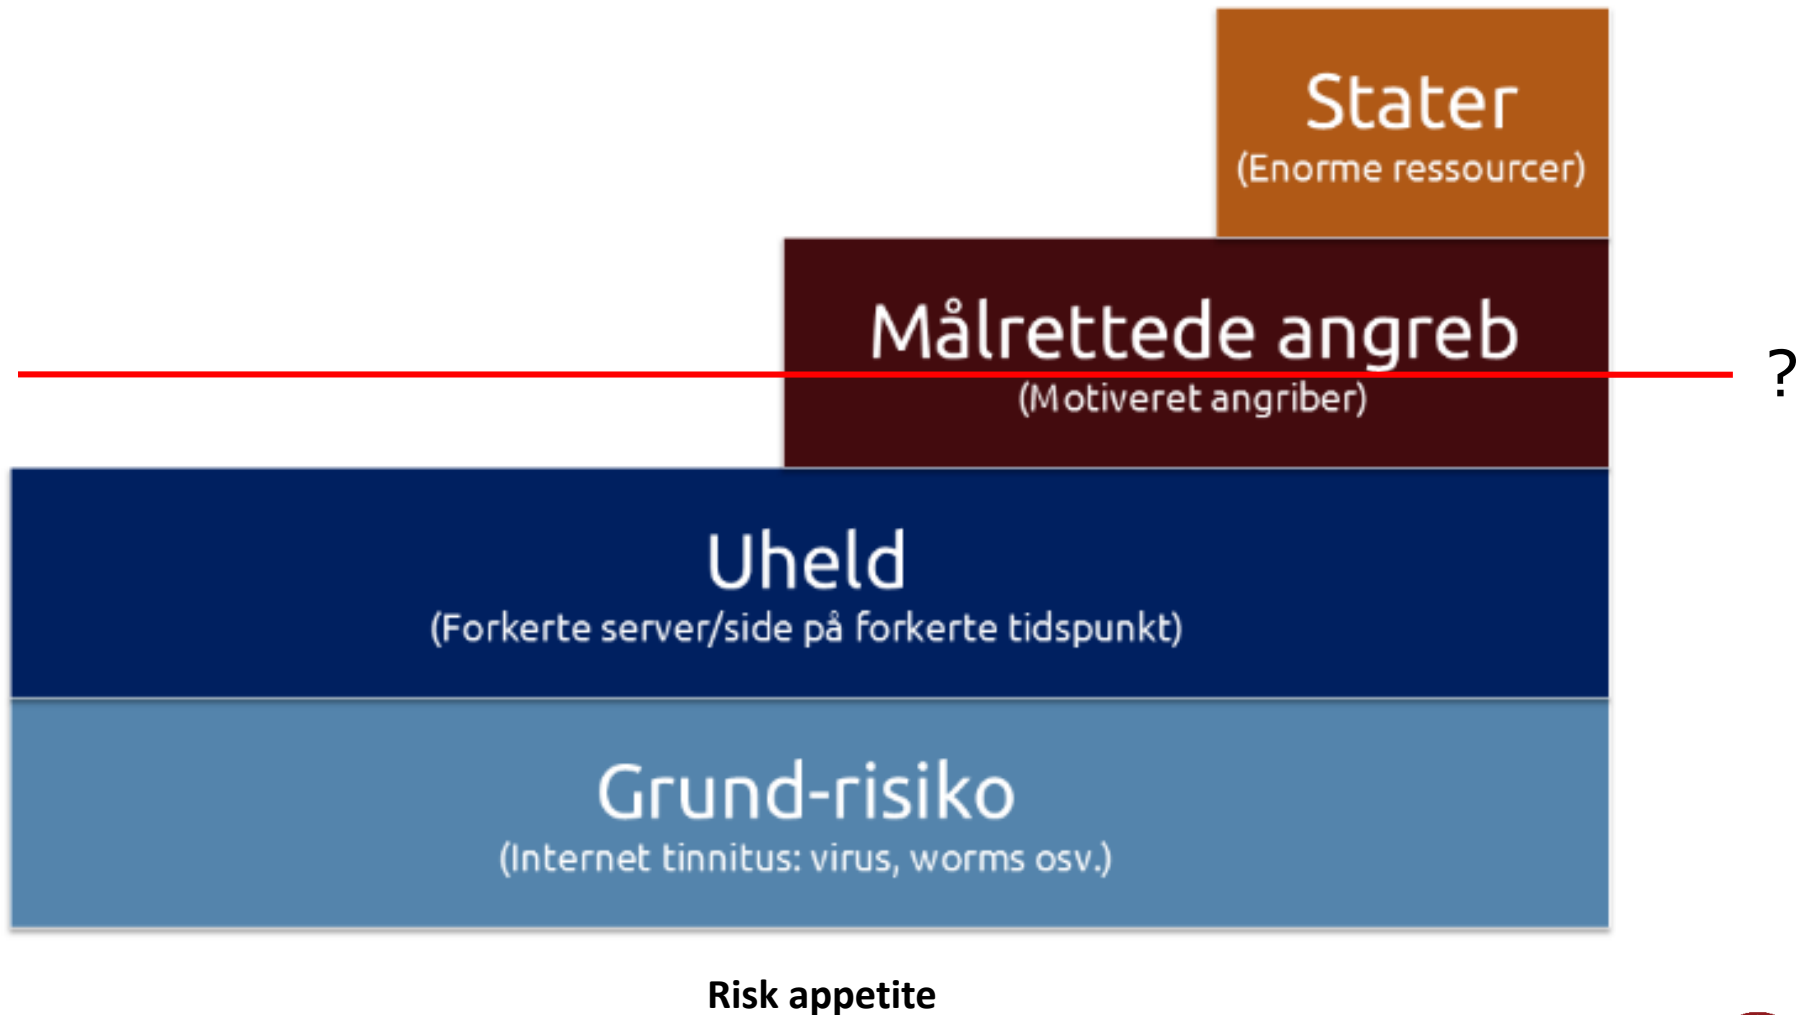 Stater
(Enorme ressourcer)
Målrettede angreb
?
(Motiveret angriber)
Uheld
(Forkerte server/side på forkerte tidspunkt)
Grund-risiko
(Internet tinnitus: virus, worms osv.)
Risk appetite